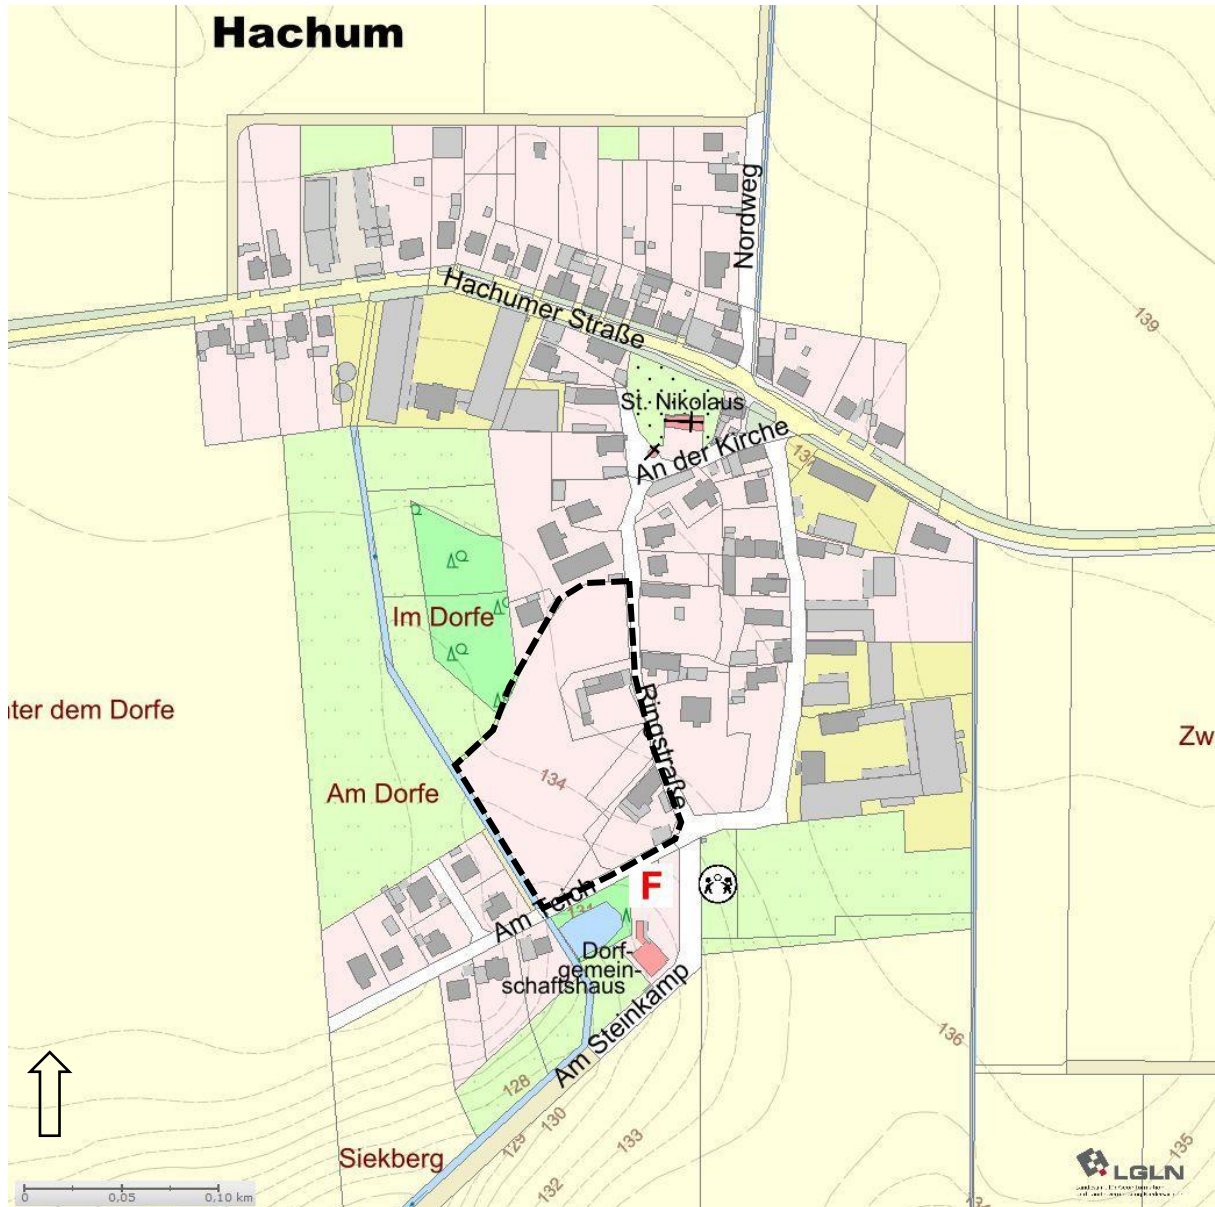 Hachum
Nordweg
Hachumer Straße
139
St. Nikolaus
An der Kirche
137
Im Dorfe
nter dem Dorfe
Ringstraße
Zw
134
Am Dorfe
F
Am Teich
131
Dorf-
gemein-
schaftshaus
Am Steinkamp
136
128
130
129
133
135
Siekberg
132
LGLN
0 0,05 0,10 km